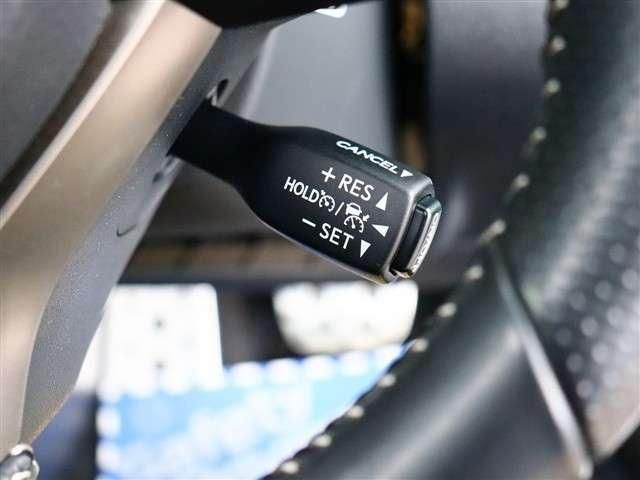 CANCEL
+ RES
HOLD /
− SET